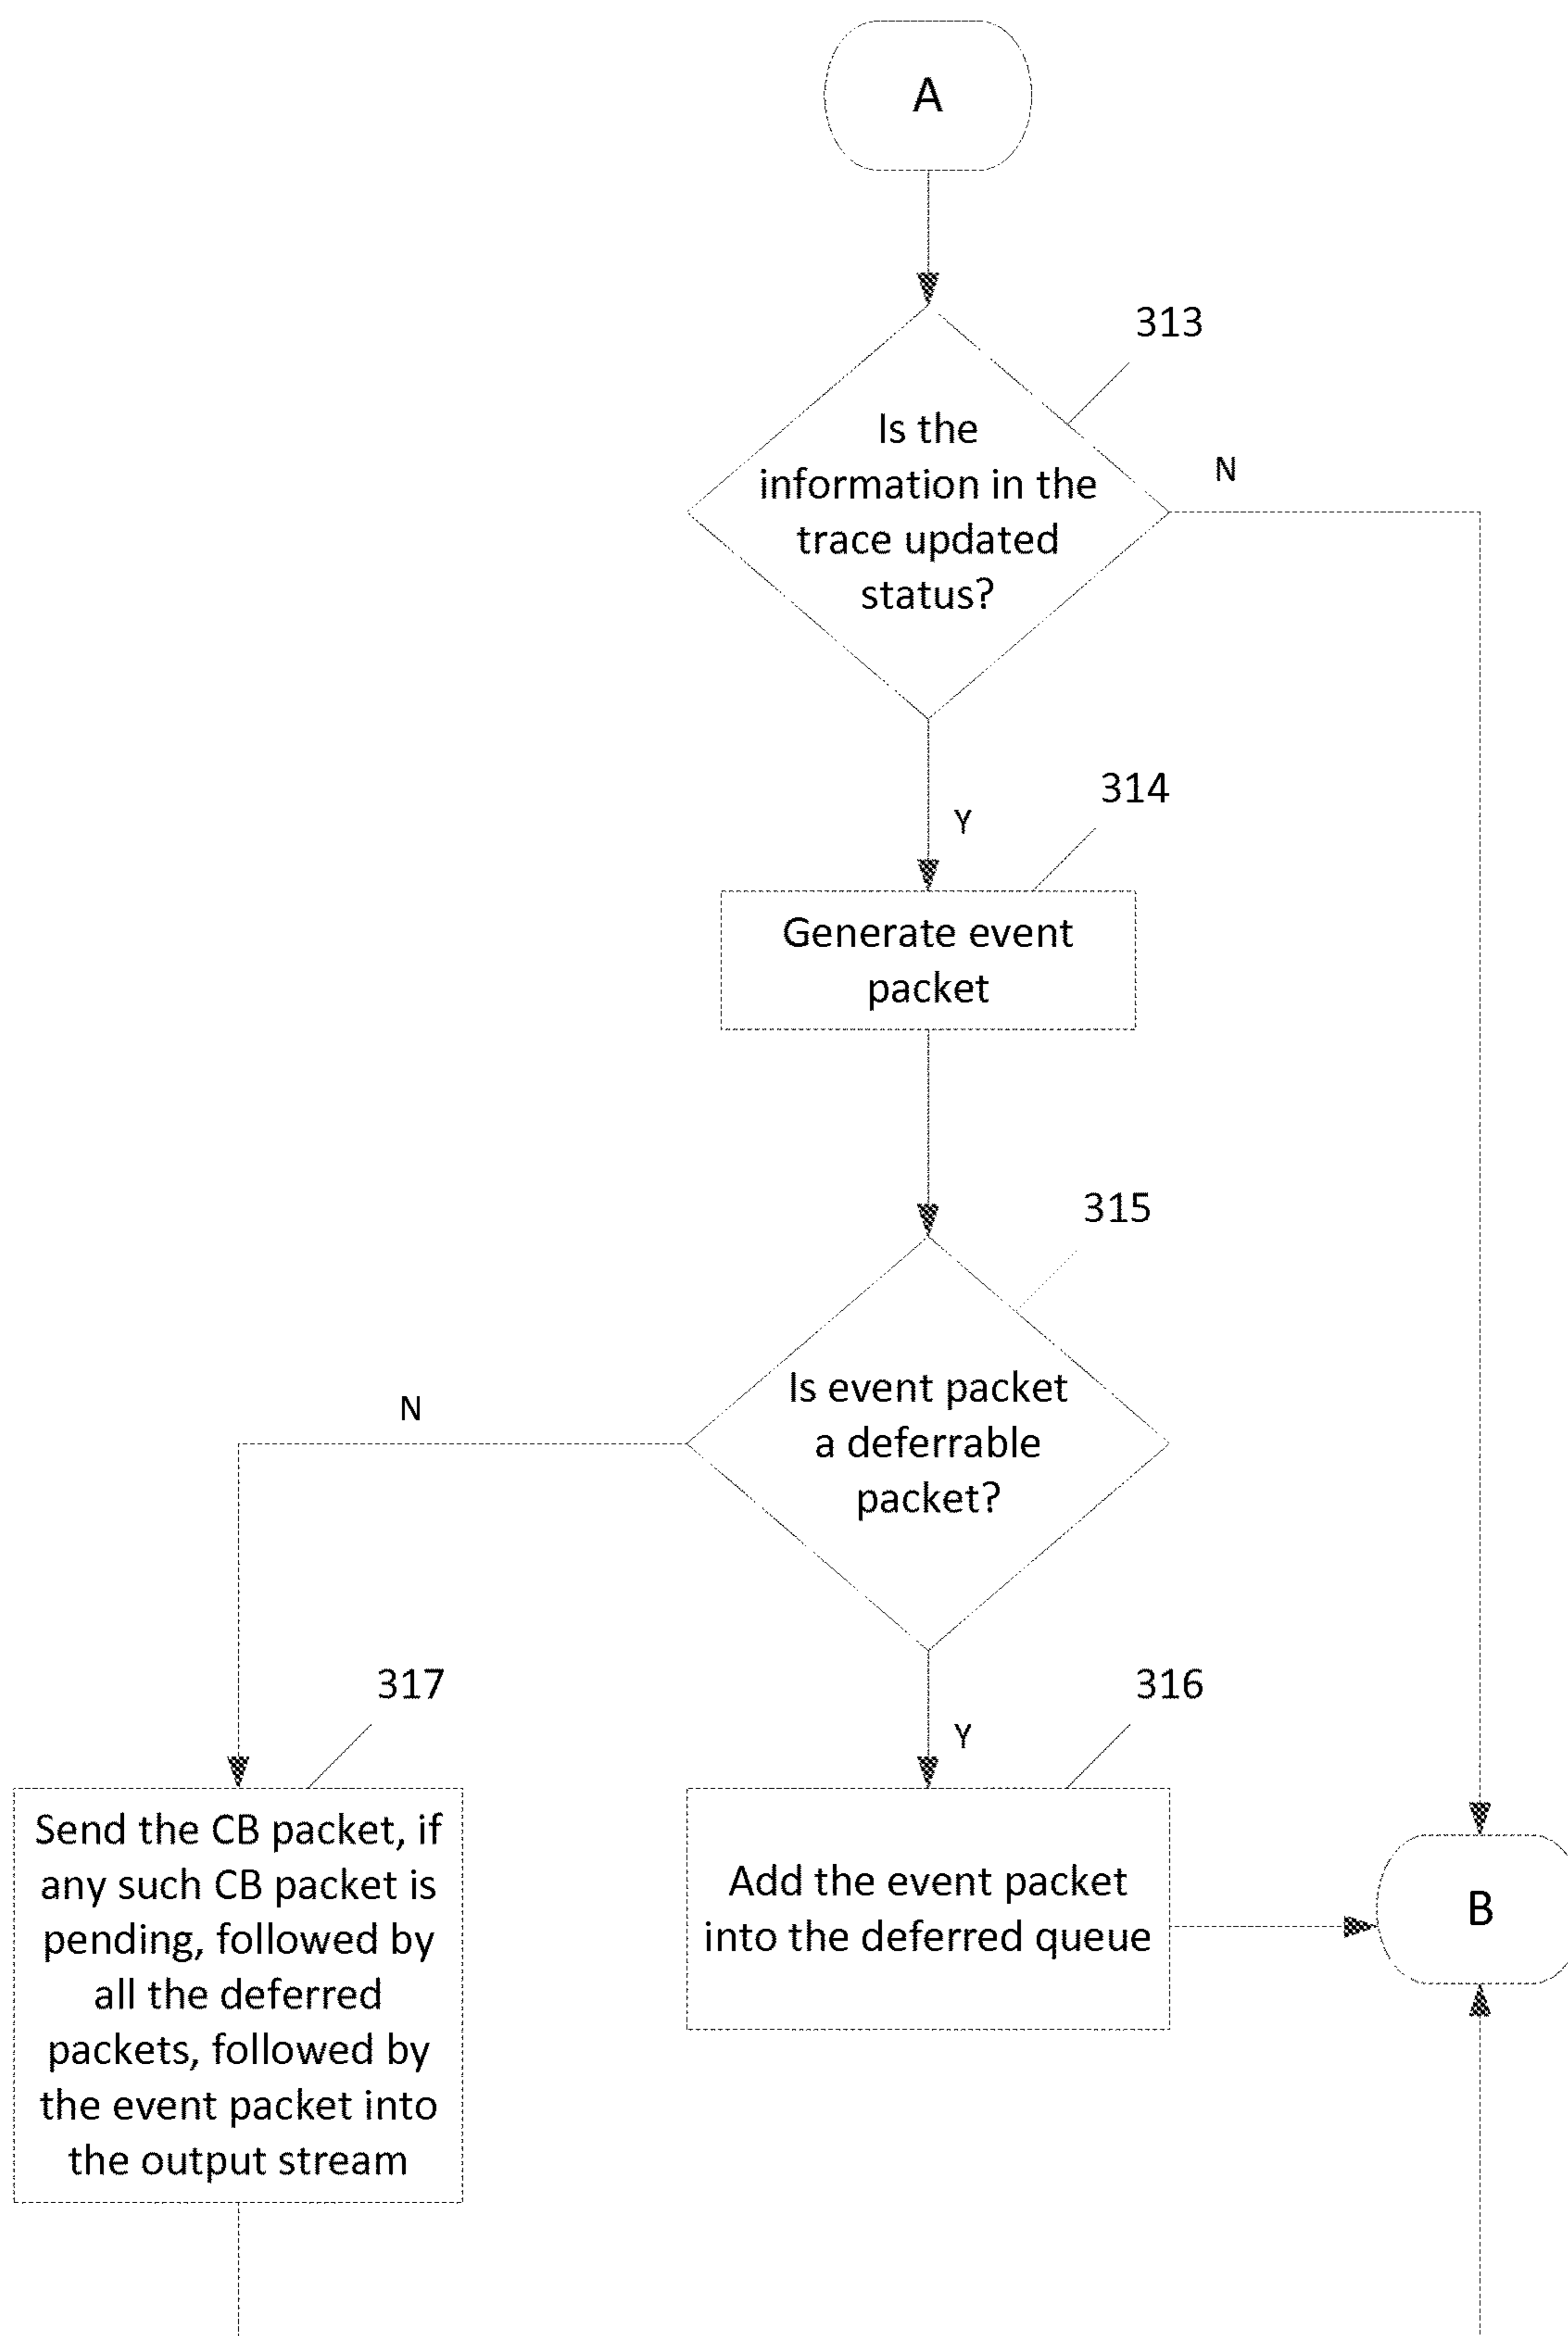 A
313
Is the
information in the
trace updated
status?
N
314
Y
Generate event
packet
315
Is event packet
a deferrable
packet?
N
317
316
Y
Send the CB packet, if
any such CB packet is
pending, followed by
all the deferred
packets, followed by
the event packet into
the output stream
Add the event packet
into the deferred queue
B